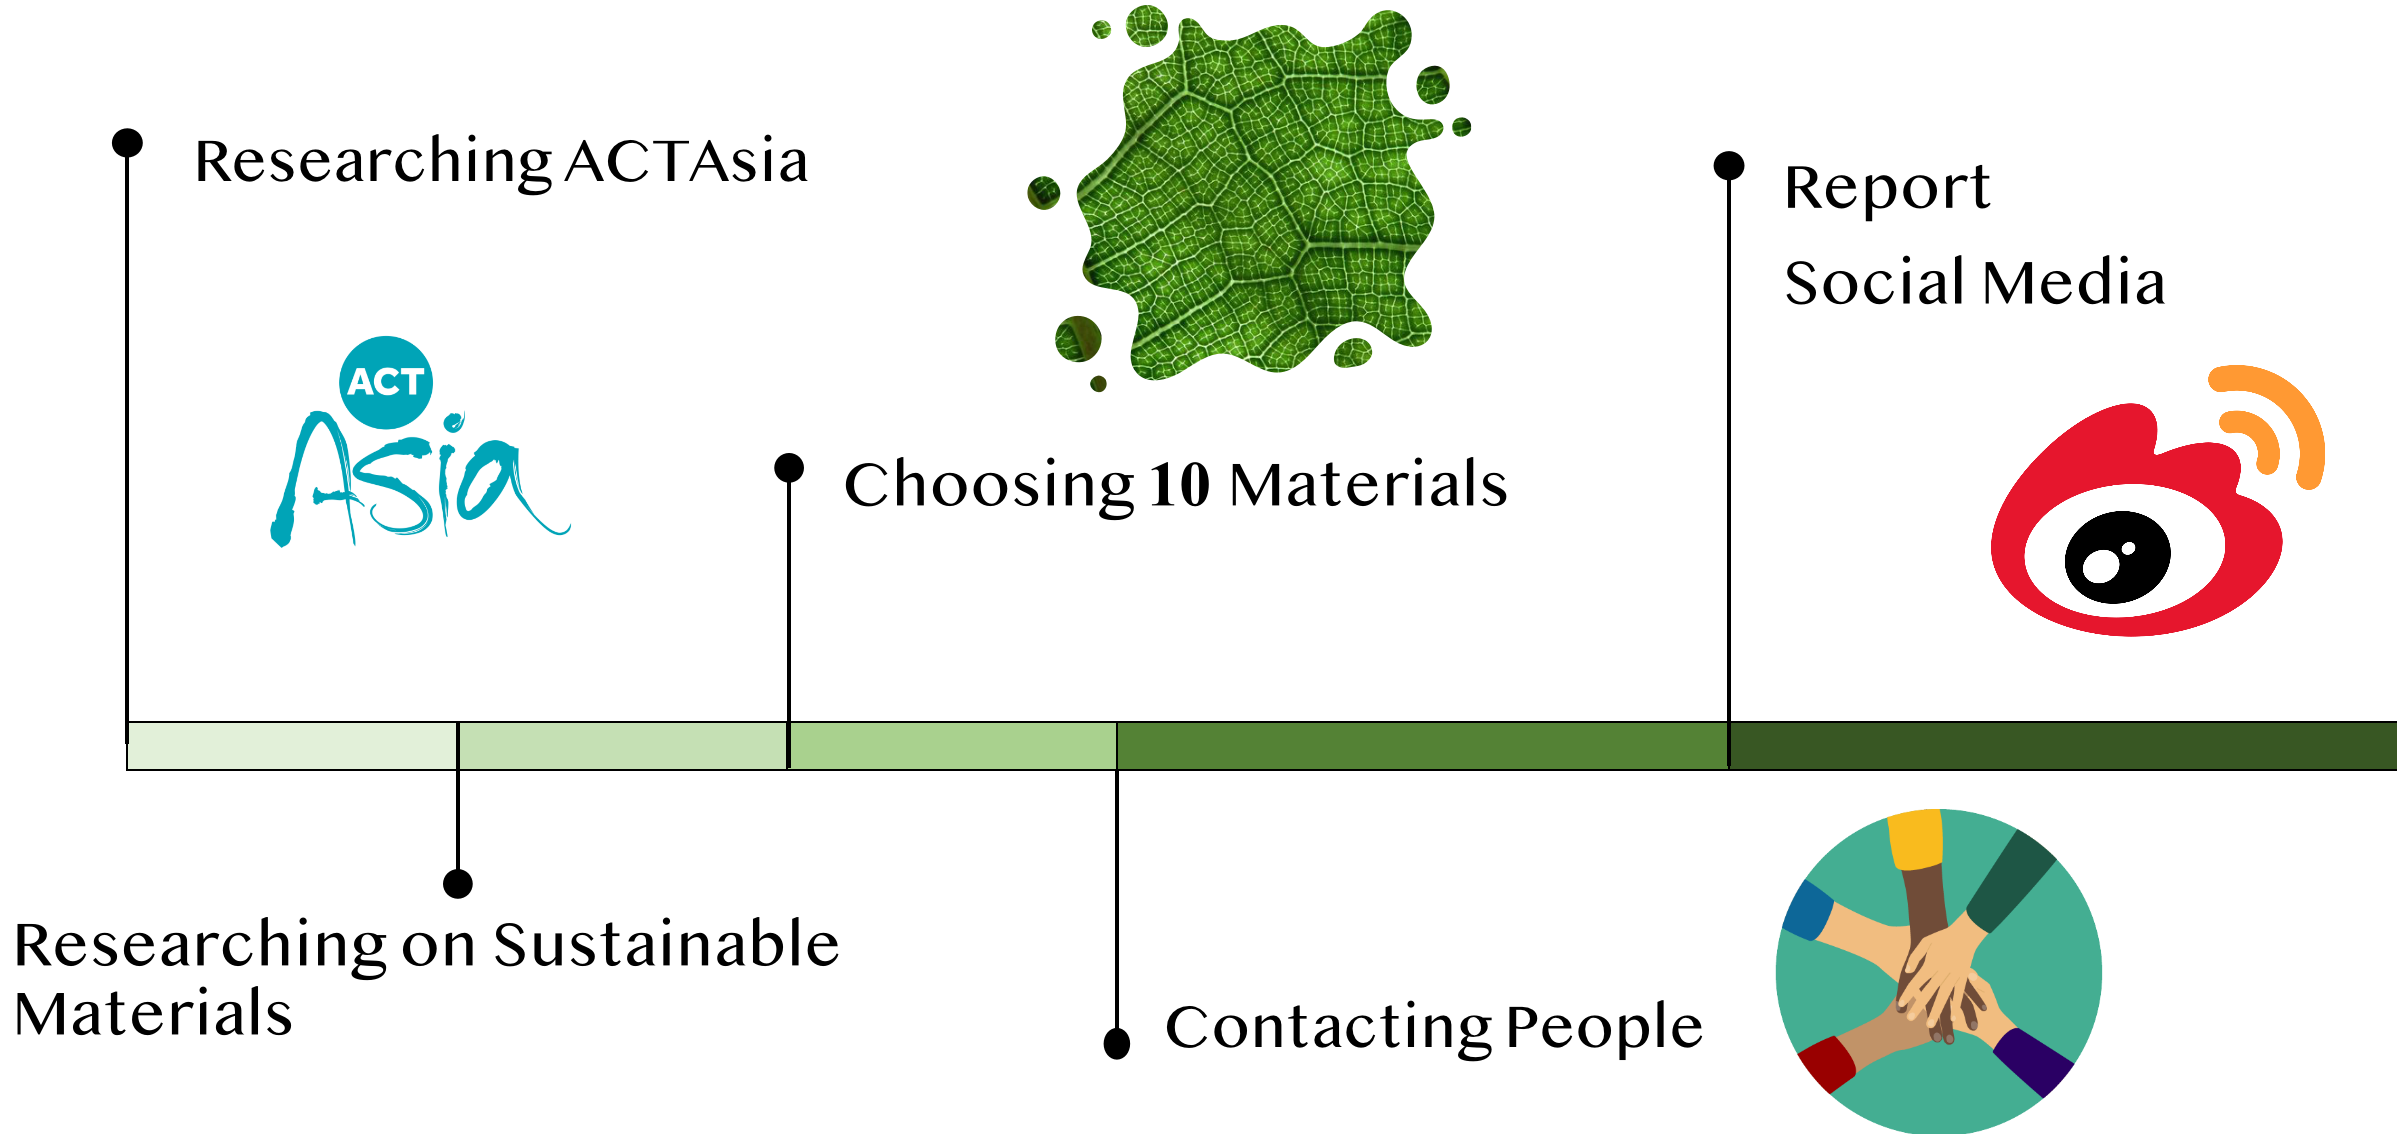 Researching ACTAsia
Report
Social Media
ACT
Asia
Choosing 10 Materials
Researching on Sustainable
Materials
Contacting People